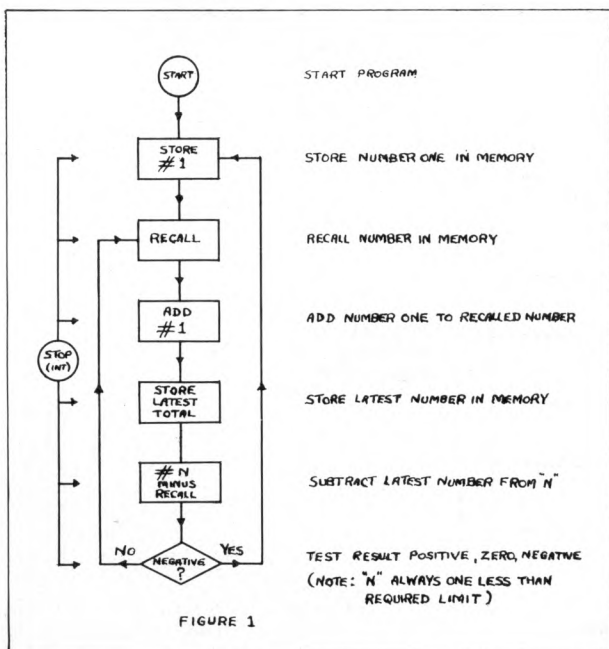 START
START PROGRAM
STORE
#1
STORE NUMBER ONE IN MEMORY
RECALL
RECALL NUMBER IN MEMORY
ADD
#1
ADD NUMBER ONE TO RECALLED NUMBER
STOP
(INT)
STORE
LATEST
TOTAL
STORE LATEST NUMBER IN MEMORY
#N
MINUS
RECALL
SUBTRACT LATEST NUMBER FROM "N"
NO
NEGATIVE
?
YES
TEST RESULT POSITIVE, ZERO, NEGATIVE
(NOTE: "N" ALWAYS ONE LESS THAN
REQUIRED LIMIT)
FIGURE 1